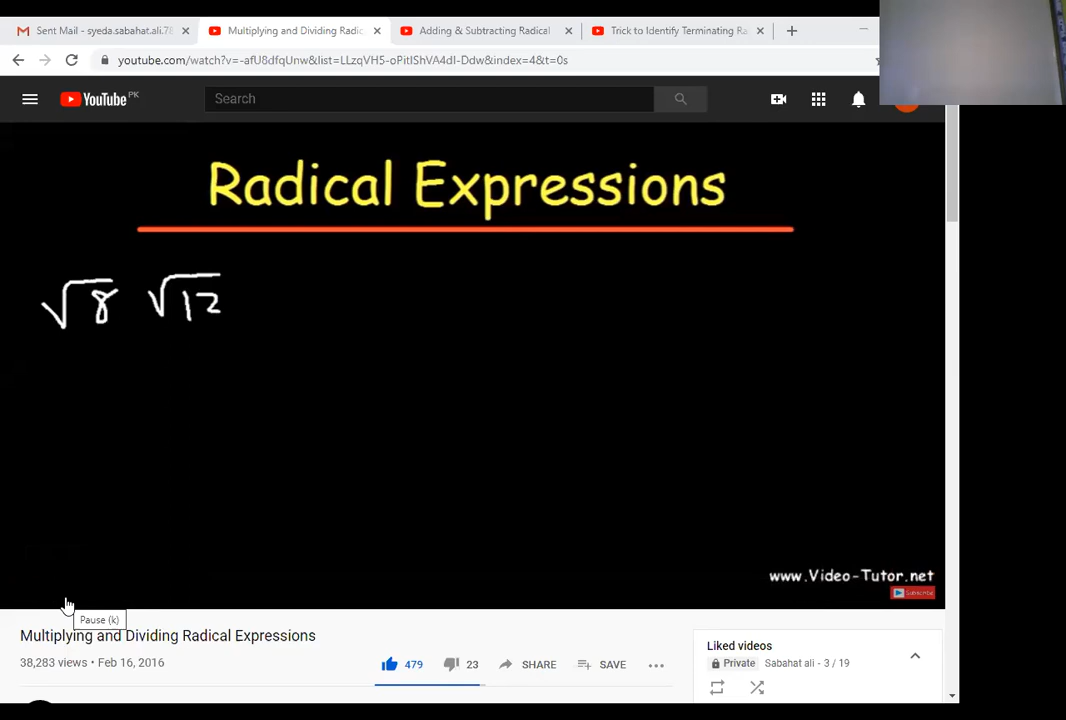 Sent Mail - syeda.sabahat.ali.78 Multiplying and Dividing Radic Adding & Subtracting Radical Trick to Identify Terminating Ra
youtube.com/watch?v=-afU8dfqUnw&list=LLzqVH5-oPitIShVA4dI-Ddw&index=4&t=0s
YouTube PK Search
Radical Expressions
√8 √12
www.Video-Tutor.net
Subscribe
Pause (k)
Multiplying and Dividing Radical Expressions
38,283 views • Feb 16, 2016 479 23 SHARE SAVE
Liked videos
Private Sabahat ali - 3 / 19